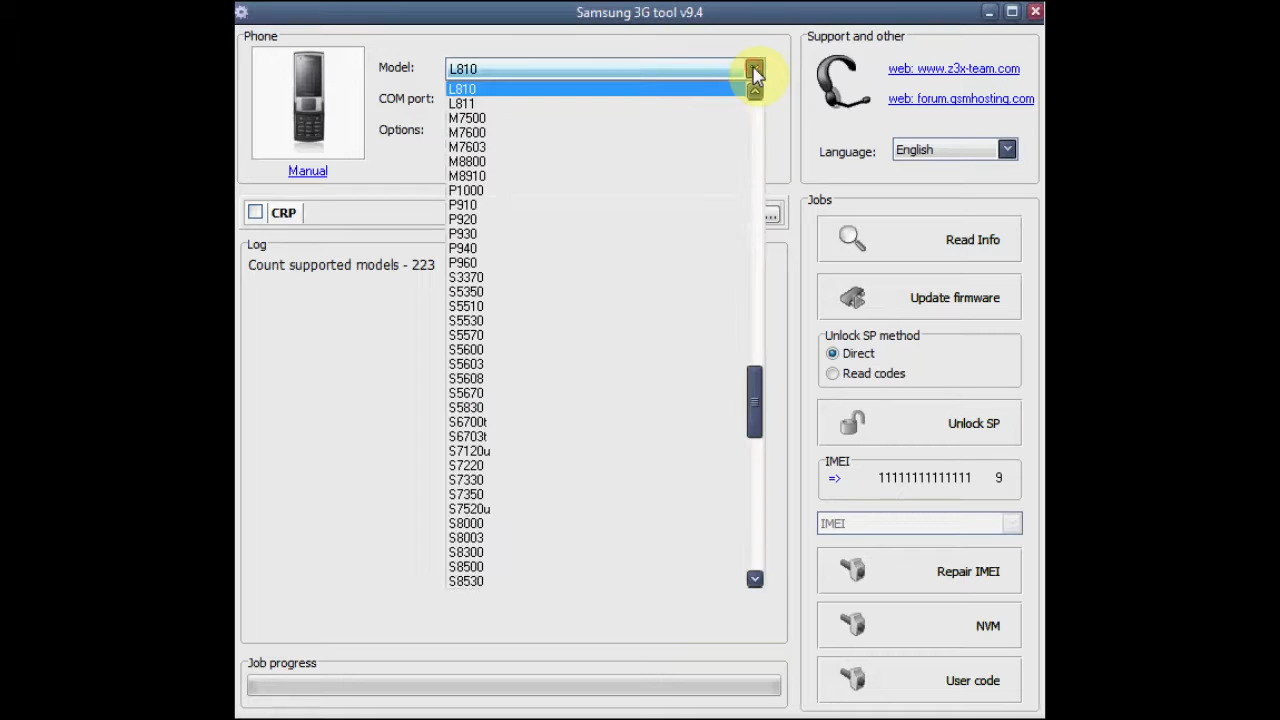 Samsung 3G tool v9.4
Phone
Manual
Model:
L810
COM port:
Options:
L810
L811
M7500
M7600
M7603
M8800
M8910
P1000
P910
P920
P930
P940
P960
S3370
S5350
S5510
S5530
S5570
S5600
S5603
S5608
S5670
S5830
S6700t
S6703t
S7120u
S7220
S7330
S7350
S7520u
S8000
S8003
S8300
S8500
S8530
CRP
...
Log
Count supported models - 223
Job progress
Support and other
web: www.z3x-team.com
web: forum.gsmhosting.com
Language:
English
Jobs
Read Info
Update firmware
Unlock SP method
Direct
Read codes
Unlock SP
IMEI
=> 11111111111111 9
IMEI
Repair IMEI
NVM
User code